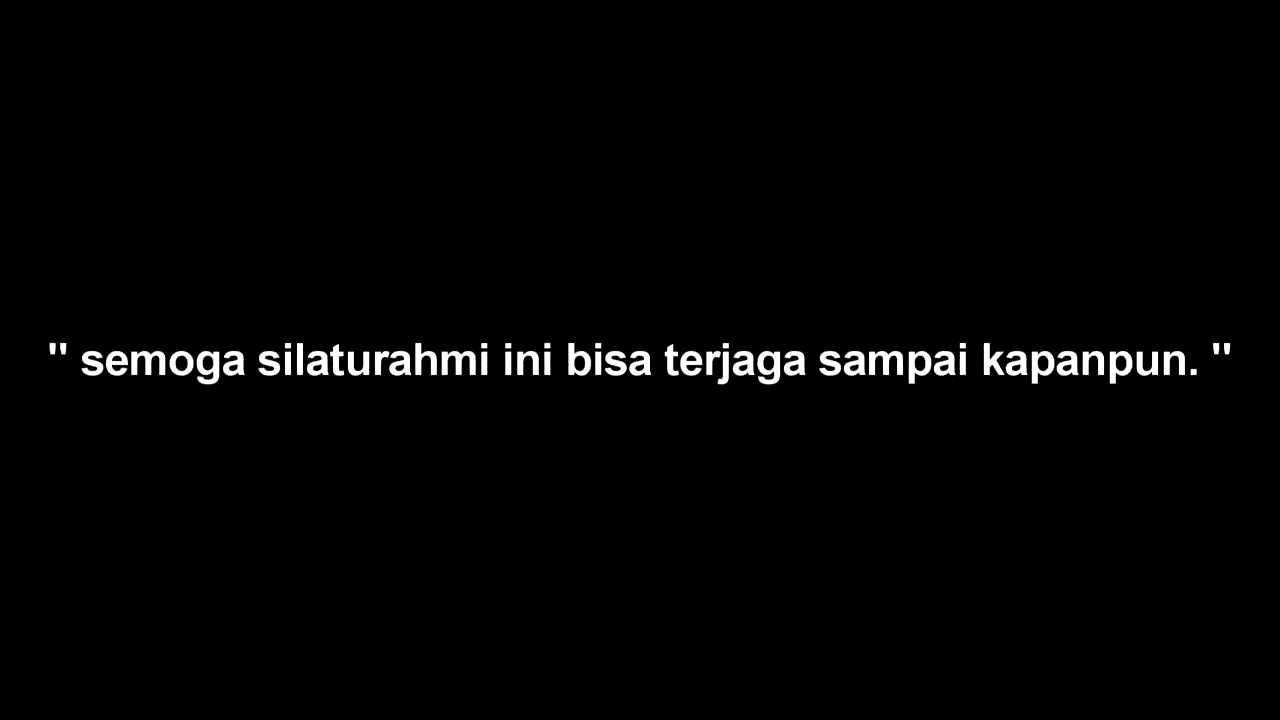 " semoga silaturahmi ini bisa terjaga sampai kapanpun. "